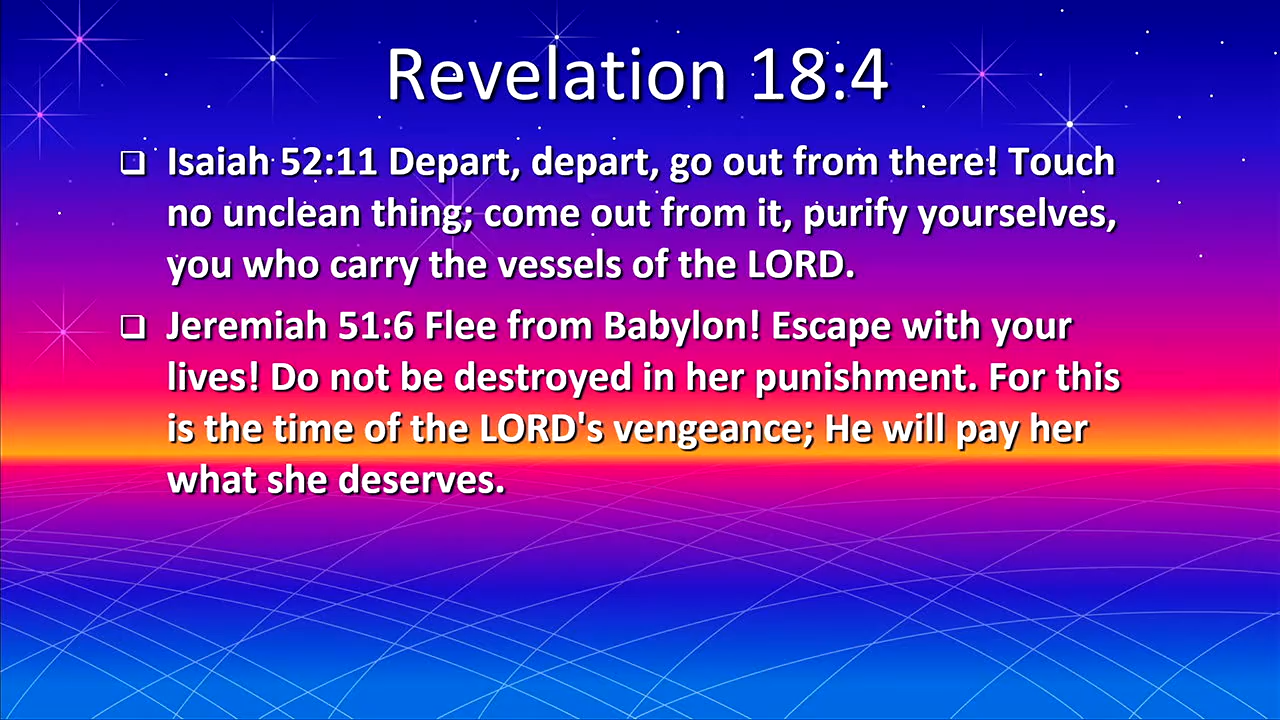 Revelation 18:4
Isaiah 52:11 Depart, depart, go out from there! Touch
no unclean thing; come out from it, purify yourselves,
you who carry the vessels of the LORD.
Jeremiah 51:6 Flee from Babylon! Escape with your
lives! Do not be destroyed in her punishment. For this
is the time of the LORD's vengeance; He will pay her
what she deserves.